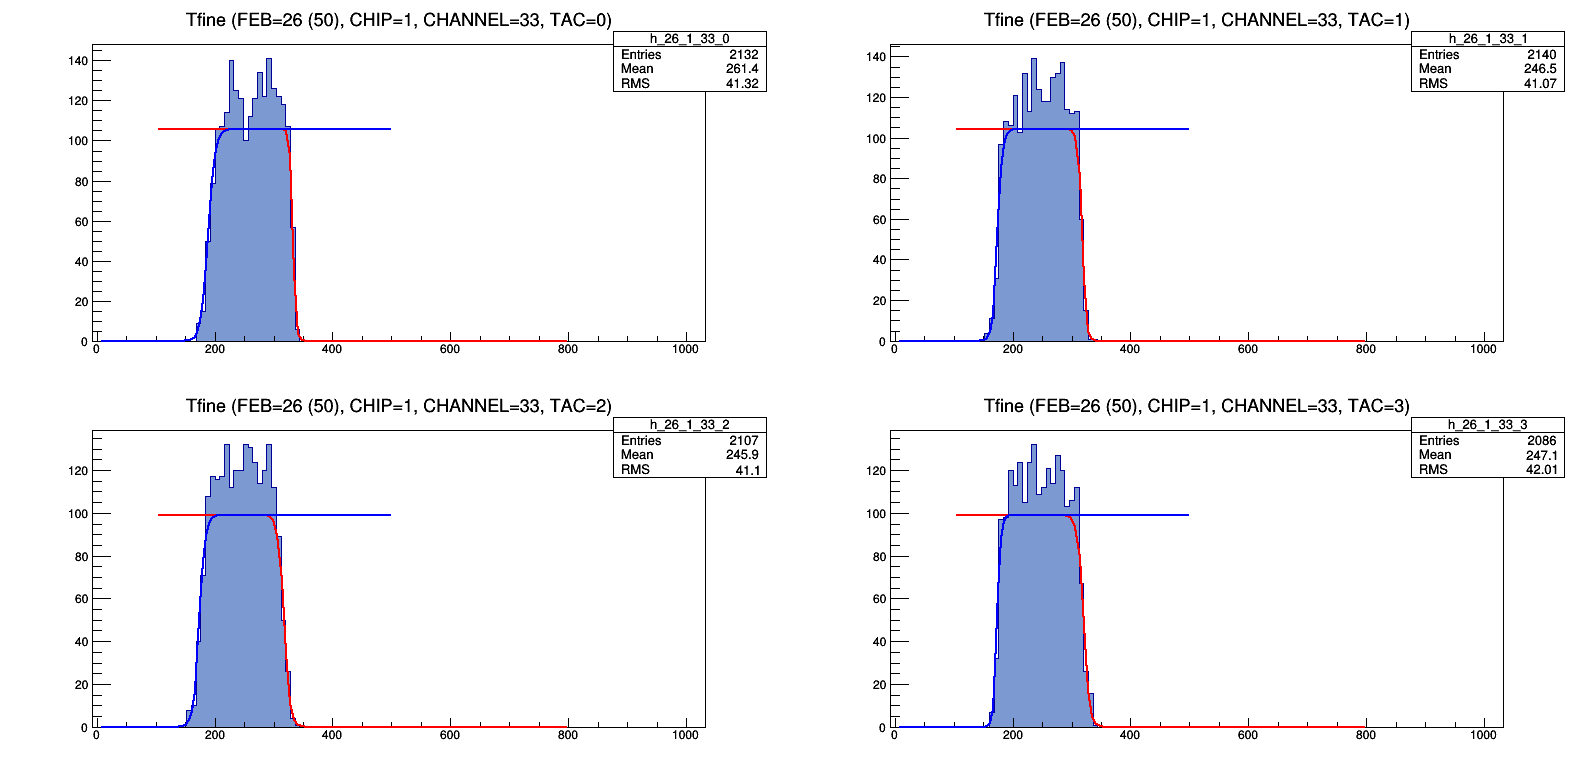 Tfine (FEB=26 (50), CHIP=1, CHANNEL=33, TAC=0)
h_26_1_33_0
Entries 2132
Mean 261.4
RMS 41.32
140
120
100
80
60
40
20
0
0 200 400 600 800 1000
Tfine (FEB=26 (50), CHIP=1, CHANNEL=33, TAC=1)
h_26_1_33_1
Entries 2140
Mean 246.5
RMS 41.07
140
120
100
80
60
40
20
0
0 200 400 600 800 1000
Tfine (FEB=26 (50), CHIP=1, CHANNEL=33, TAC=2)
h_26_1_33_2
Entries 2107
Mean 245.9
RMS 41.1
120
100
80
60
40
20
0
0 200 400 600 800 1000
Tfine (FEB=26 (50), CHIP=1, CHANNEL=33, TAC=3)
h_26_1_33_3
Entries 2086
Mean 247.1
RMS 42.01
120
100
80
60
40
20
0
0 200 400 600 800 1000